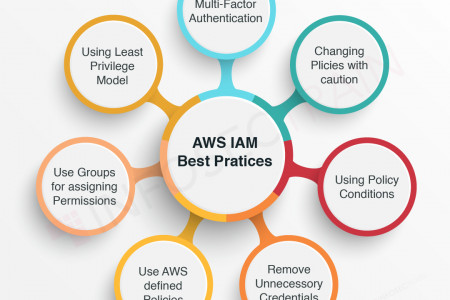 Multi-Factor
Authentication
Using Least
Privilege
Model
Changing
Plicies with
caution
AWS IAM
Best Pratices
Use Groups
for assigning
Permissions
Using Policy
Conditions
Use AWS
defined
Policies
Remove
Unnecessory
Credentials